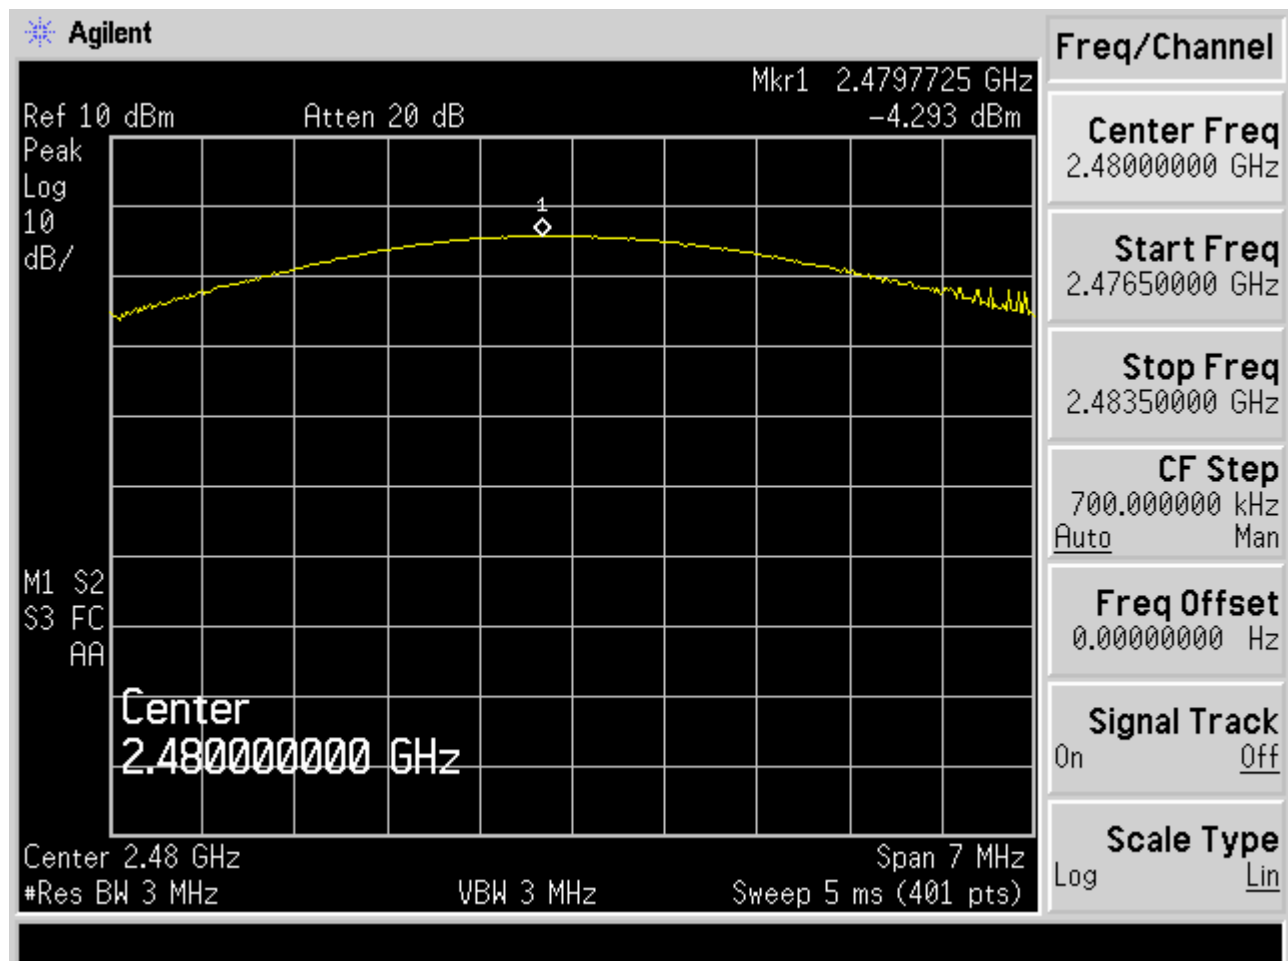 Agilent
Freq/Channel
Mkr1 2.4797725 GHz
Ref 10 dBm Atten 20 dB -4.293 dBm
Peak
Log
10
dB/
1
M1 S2
S3 FC
AA
Center
2.480000000 GHz
Center 2.48 GHz Span 7 MHz
#Res BW 3 MHz VBW 3 MHz Sweep 5 ms (401 pts)
Center Freq
2.48000000 GHz
Start Freq
2.47650000 GHz
Stop Freq
2.48350000 GHz
CF Step
700.000000 kHz
Auto Man
Freq Offset
0.00000000 Hz
Signal Track
On Off
Scale Type
Log Lin